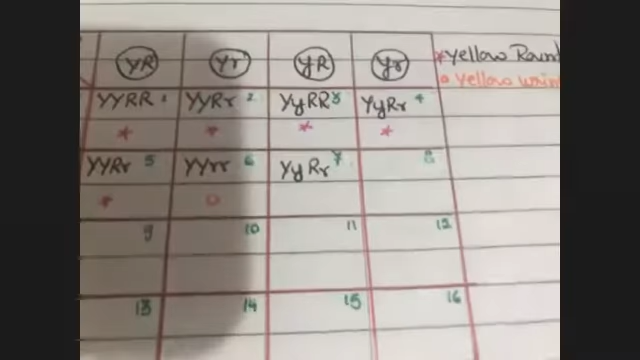 YR Yr yR yr *Yellow Round
o Yellow wrin
YYRR 1 YYRr 2 YyRR 3 YyRr 4
* * * *
YYRr 5 YYrr 6 YyRr 7 8
* o
9 10 11 12
13 14 15 16